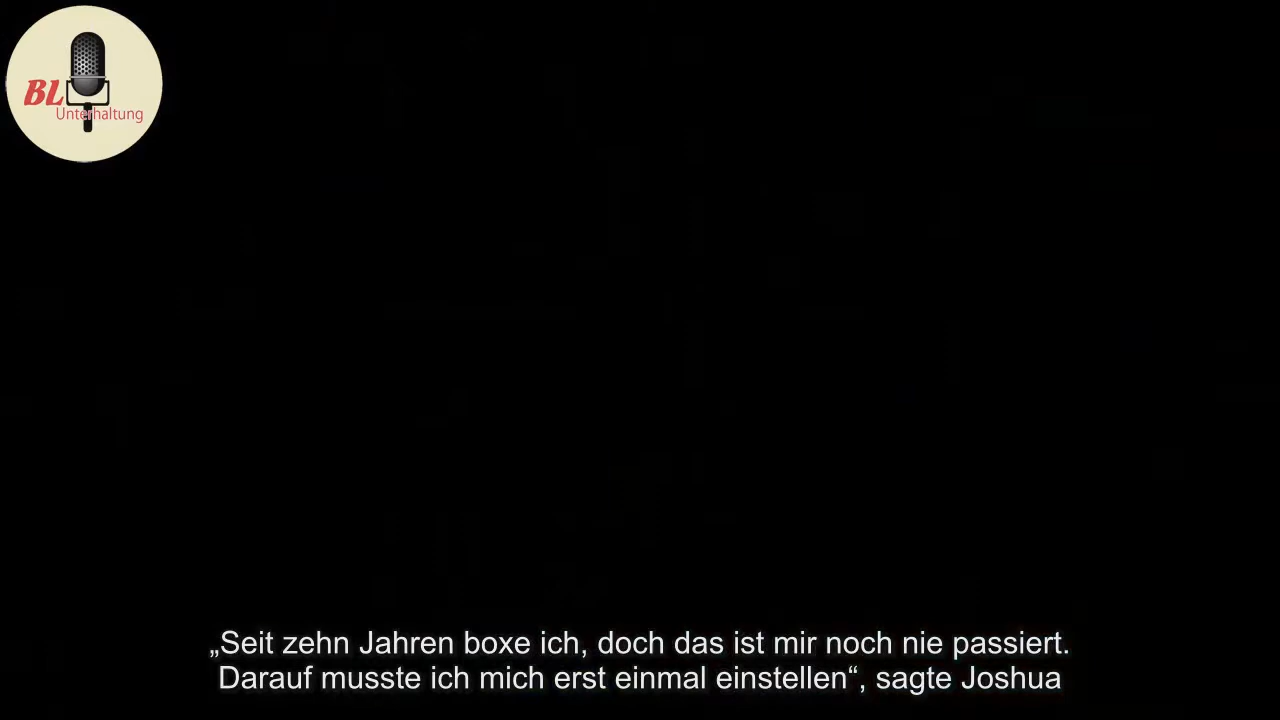 BL
Unterhaltung
„Seit zehn Jahren boxe ich, doch das ist mir noch nie passiert.
Darauf musste ich mich erst einmal einstellen“, sagte Joshua